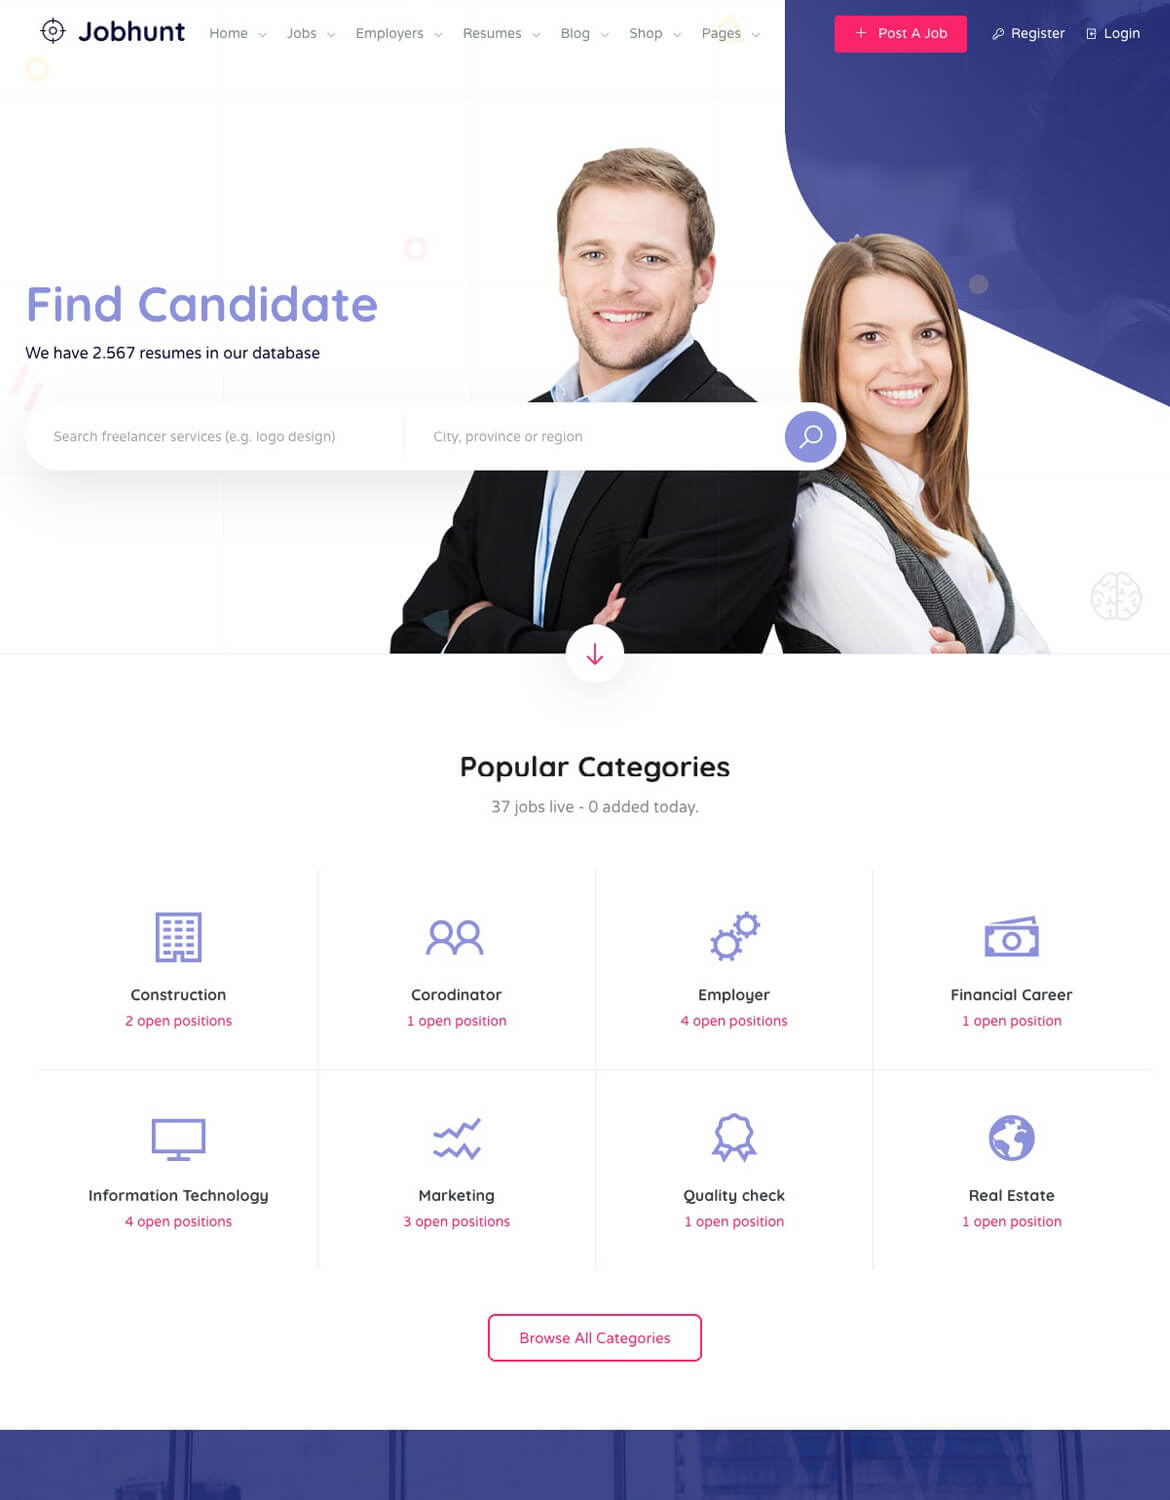 Jobhunt Home Jobs Employers Resumes Blog Shop Pages + Post A Job Register Login
Find Candidate
We have 2.567 resumes in our database
Search freelancer services (e.g. logo design) City, province or region
Popular Categories
37 jobs live - 0 added today.
Construction Corodinator Employer Financial Career
2 open positions 1 open position 4 open positions 1 open position
Information Technology Marketing Quality check Real Estate
4 open positions 3 open positions 1 open position 1 open position
Browse All Categories